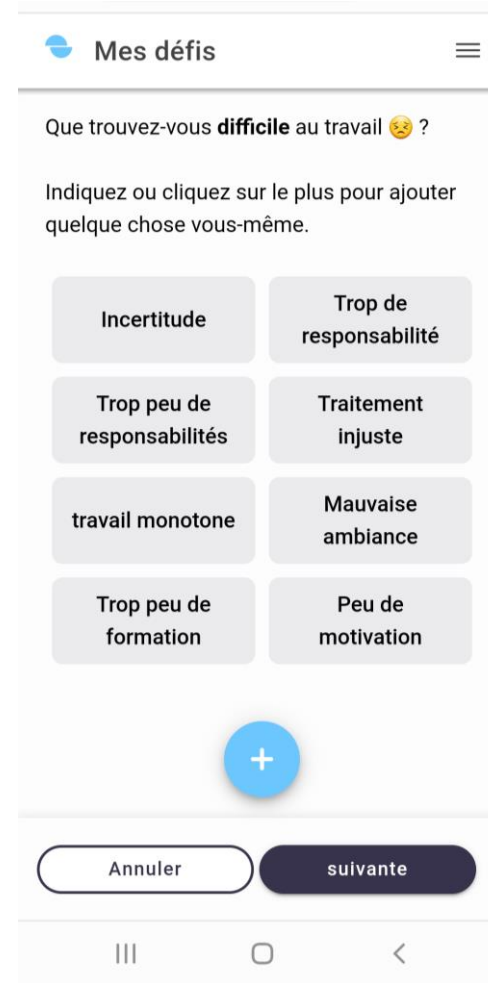 Mes défis
Que trouvez-vous difficile au travail 😣 ?
Indiquez ou cliquez sur le plus pour ajouter
quelque chose vous-même.
Incertitude
Trop de
responsabilité
Trop peu de
responsabilités
Traitement
injuste
travail monotone
Mauvaise
ambiance
Trop peu de
formation
Peu de
motivation
+
Annuler
suivante